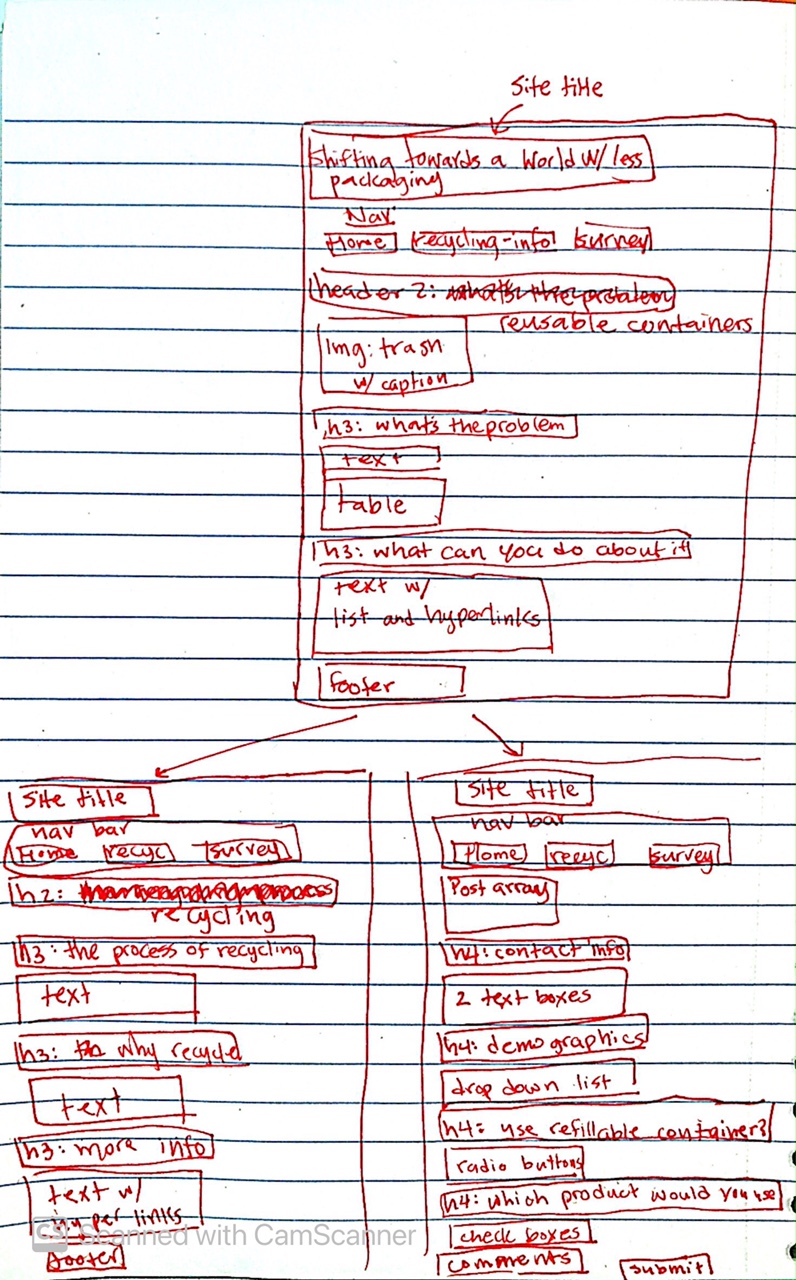 Site title
Shifting towards a World w/ less
packaging
Nav
Home recycling-info survey
header 2: what's the problem
reusable containers
img: trash
w/ caption
h3: what's the problem
text
table
h3: what can you do about it
text w/
list and hyperlinks
footer
Site title
nav bar
Home recyc survey
h2:
recycling
h3: the process of recycling
text
h3: why recycle
text
h3: more info
text w/
hyper links
footer
Site title
nav bar
Home recyc survey
Post array
h4: contact info
2 text boxes
h4: demographics
drop down list
h4: use refillable container?
radio buttons
h4: which product would you use
check boxes
comments submit
CS Scanned with CamScanner